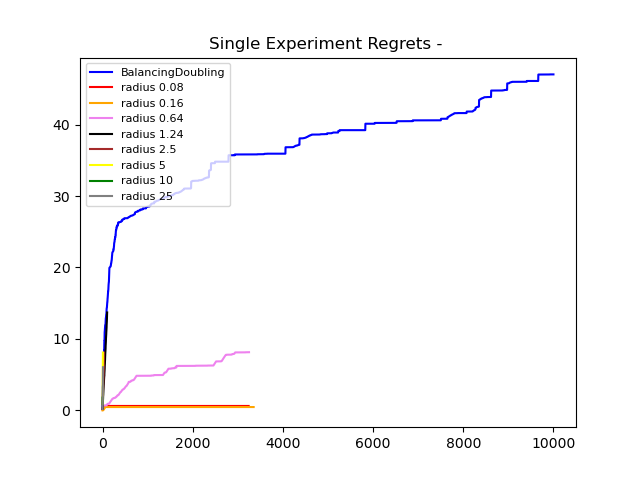 Single Experiment Regrets -
BalancingDoubling
radius 0.08
radius 0.16
radius 0.64
radius 1.24
radius 2.5
radius 5
radius 10
radius 25
40
30
20
10
0
0 2000 4000 6000 8000 10000